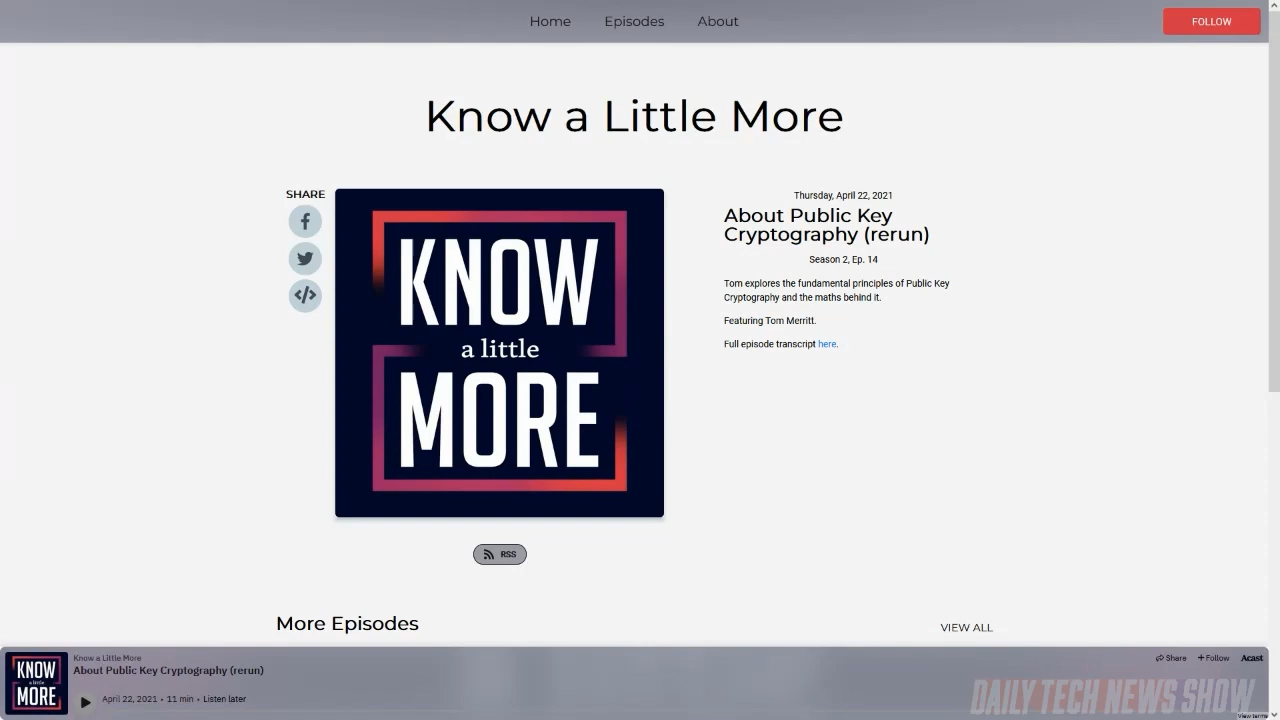 Home Episodes About
FOLLOW
Know a Little More
SHARE
KNOW
a little
MORE
Thursday, April 22, 2021
About Public Key
Cryptography (rerun)
Season 2, Ep. 14
Tom explores the fundamental principles of Public Key
Cryptography and the maths behind it.
Featuring Tom Merritt.
Full episode transcript here.
RSS
More Episodes
VIEW ALL
KNOW
a little
MORE
Know a Little More
About Public Key Cryptography (rerun)
April 22, 2021 • 11 min • Listen later
Share + Follow Acast
DAILY TECH NEWS SHOW
View terms